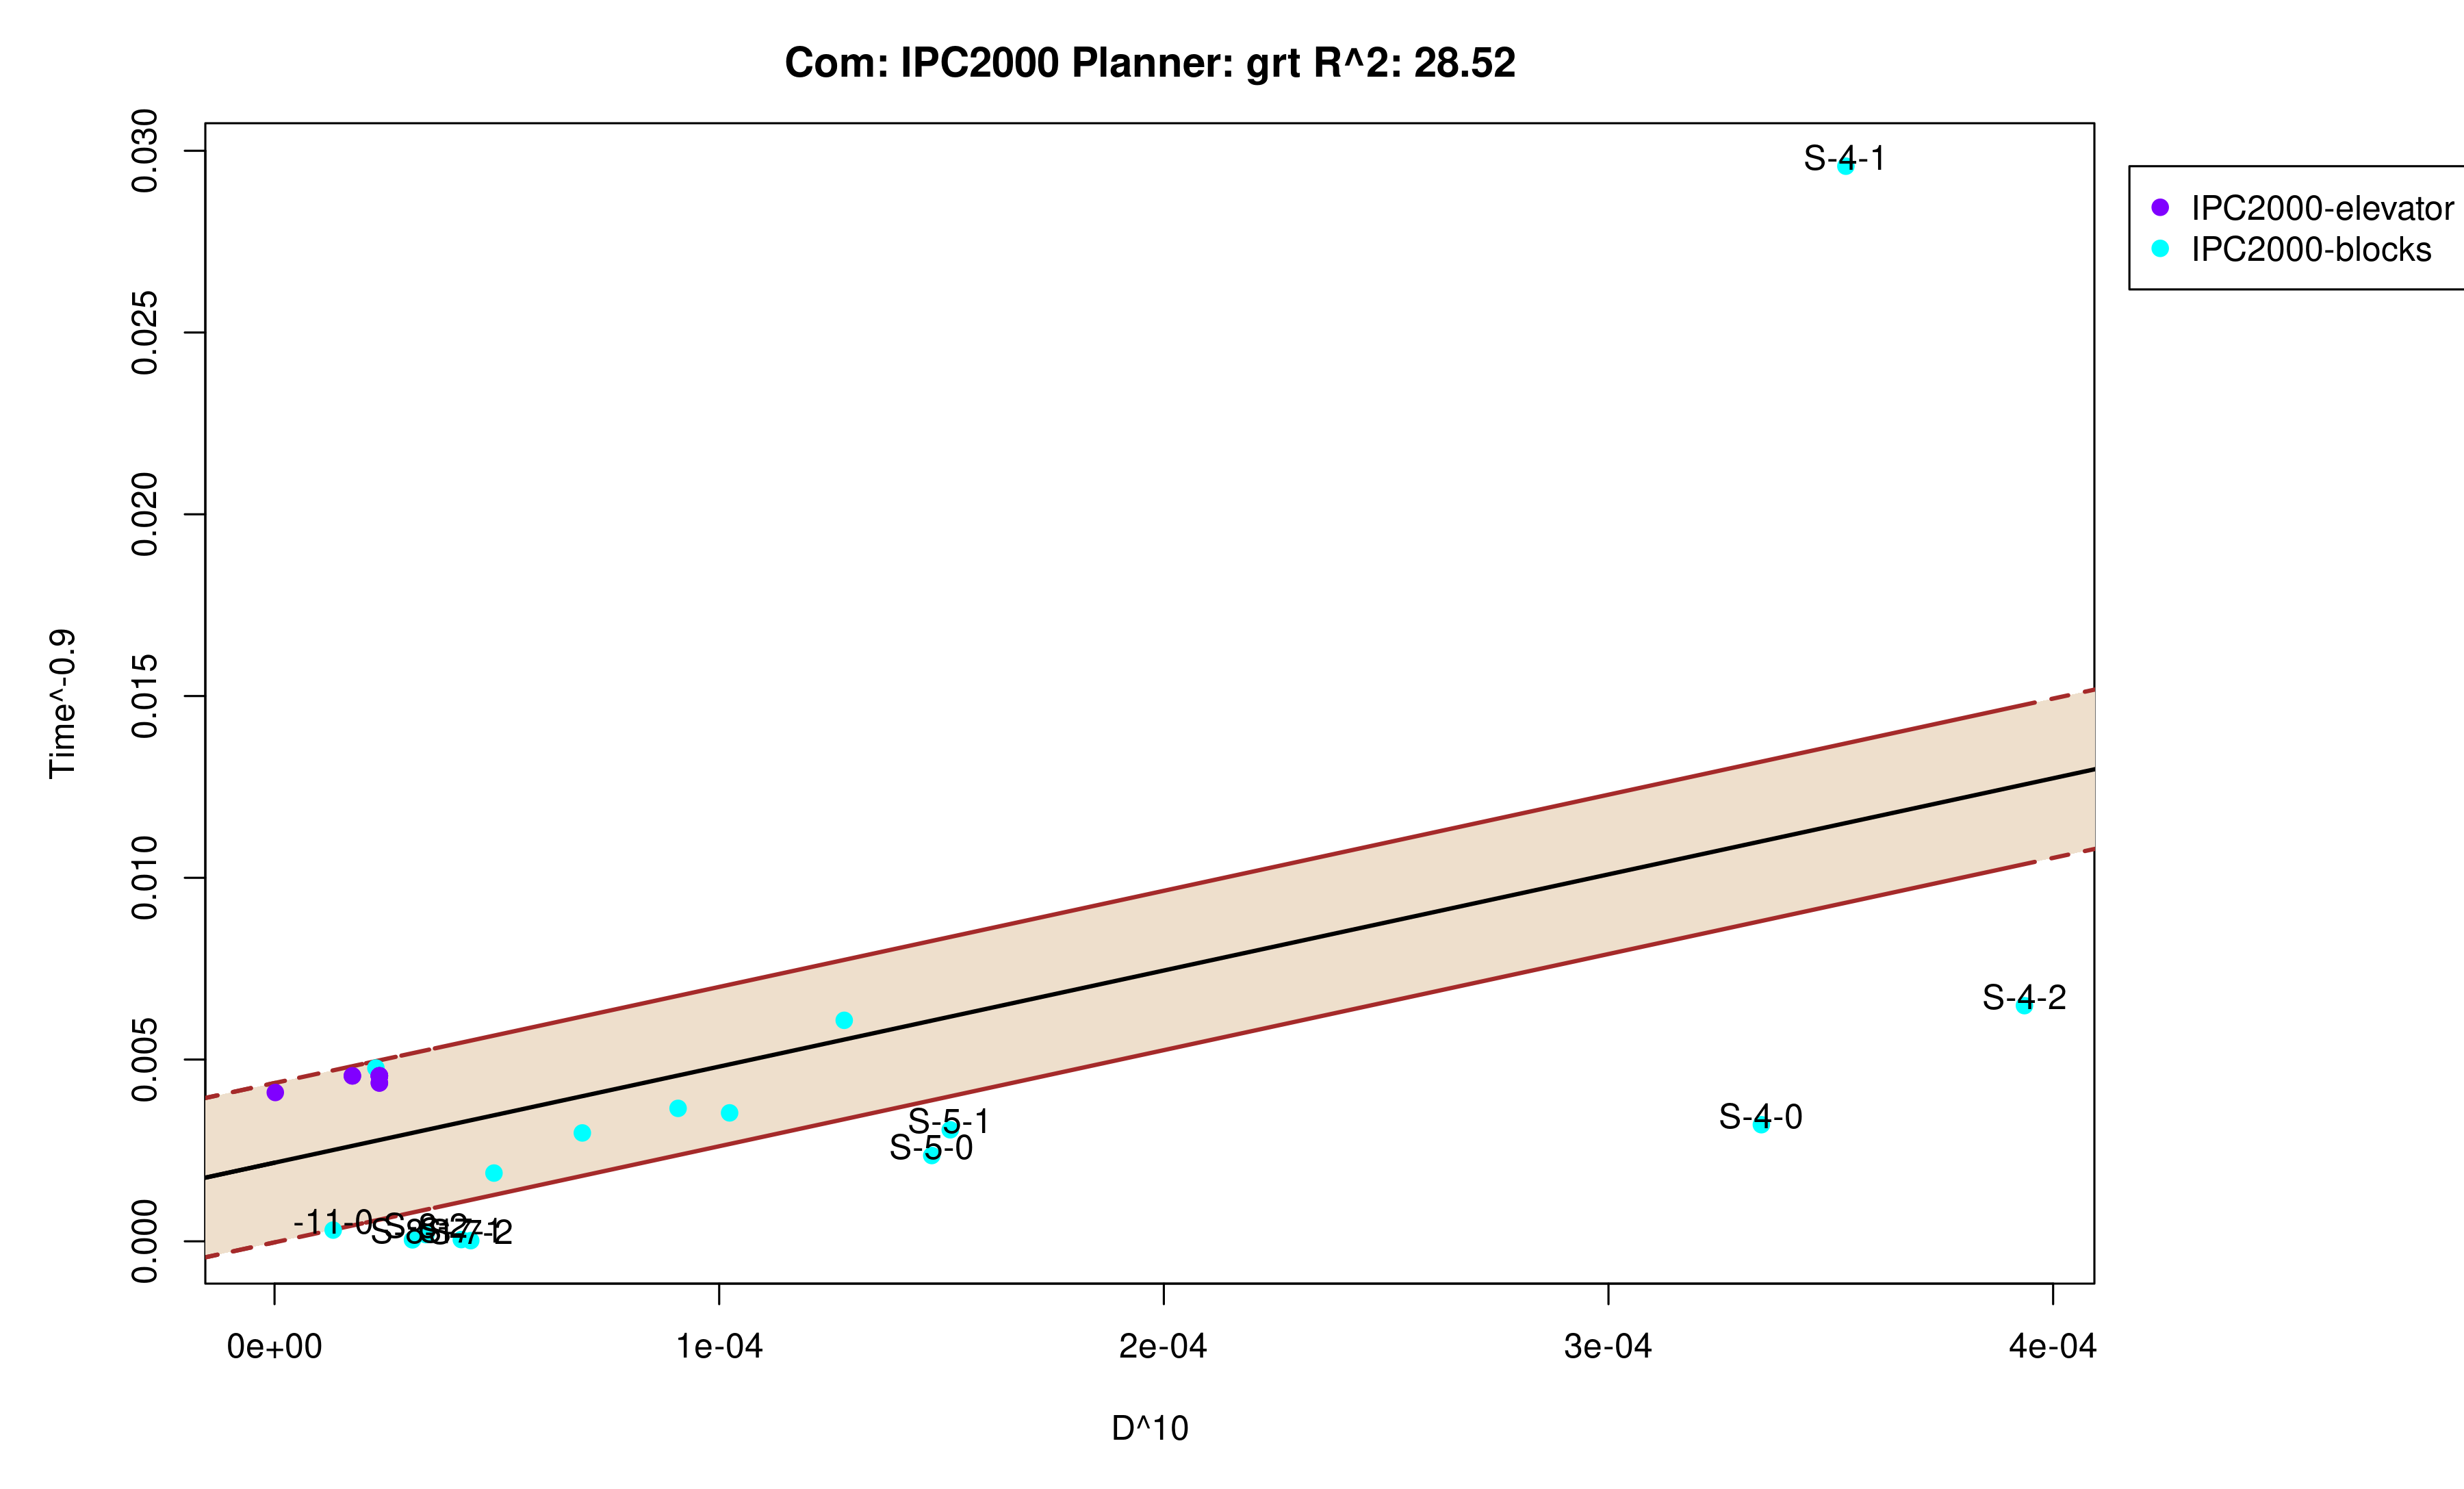 Com: IPC2000 Planner: grt R^2: 28.52
0.030
0.025
0.020
0.015
0.010
0.005
0.000
Time^-0.9
S-4-1
IPC2000-elevator
IPC2000-blocks
S-4-2
S-4-0
S-5-1
S-5-0
-11-0
0e+00
1e-04
2e-04
3e-04
4e-04
D^10